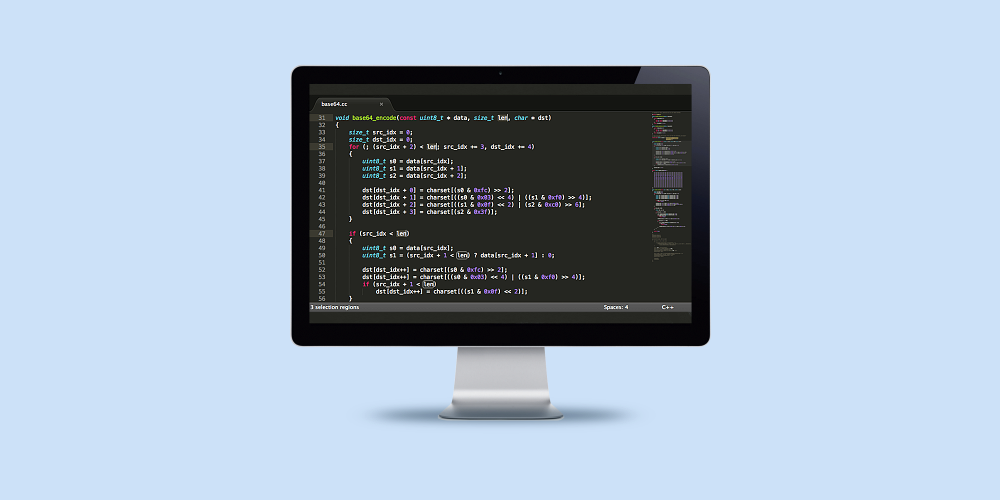 base64.cc ×
31 void base64_encode(const uint8_t * data, size_t len, char * dst)
32 {
33 size_t src_idx = 0;
34 size_t dst_idx = 0;
35 for (; (src_idx + 2) < len; src_idx += 3, dst_idx += 4)
36 {
37 uint8_t s0 = data[src_idx];
38 uint8_t s1 = data[src_idx + 1];
39 uint8_t s2 = data[src_idx + 2];
40
41 dst[dst_idx + 0] = charset[(s0 & 0xfc) >> 2];
42 dst[dst_idx + 1] = charset[((s0 & 0x03) << 4) | ((s1 & 0xf0) >> 4)];
43 dst[dst_idx + 2] = charset[((s1 & 0x0f) << 2) | (s2 & 0xc0) >> 6];
44 dst[dst_idx + 3] = charset[(s2 & 0x3f)];
45 }
46
47 if (src_idx < len)
48 {
49 uint8_t s0 = data[src_idx];
50 uint8_t s1 = (src_idx + 1 < len) ? data[src_idx + 1] : 0;
51
52 dst[dst_idx++] = charset[(s0 & 0xfc) >> 2];
53 dst[dst_idx++] = charset[((s0 & 0x03) << 4) | ((s1 & 0xf0) >> 4)];
54 if (src_idx + 1 < len)
55 dst[dst_idx++] = charset[((s1 & 0x0f) << 2)];
56 }
3 selection regions Spaces: 4 C++